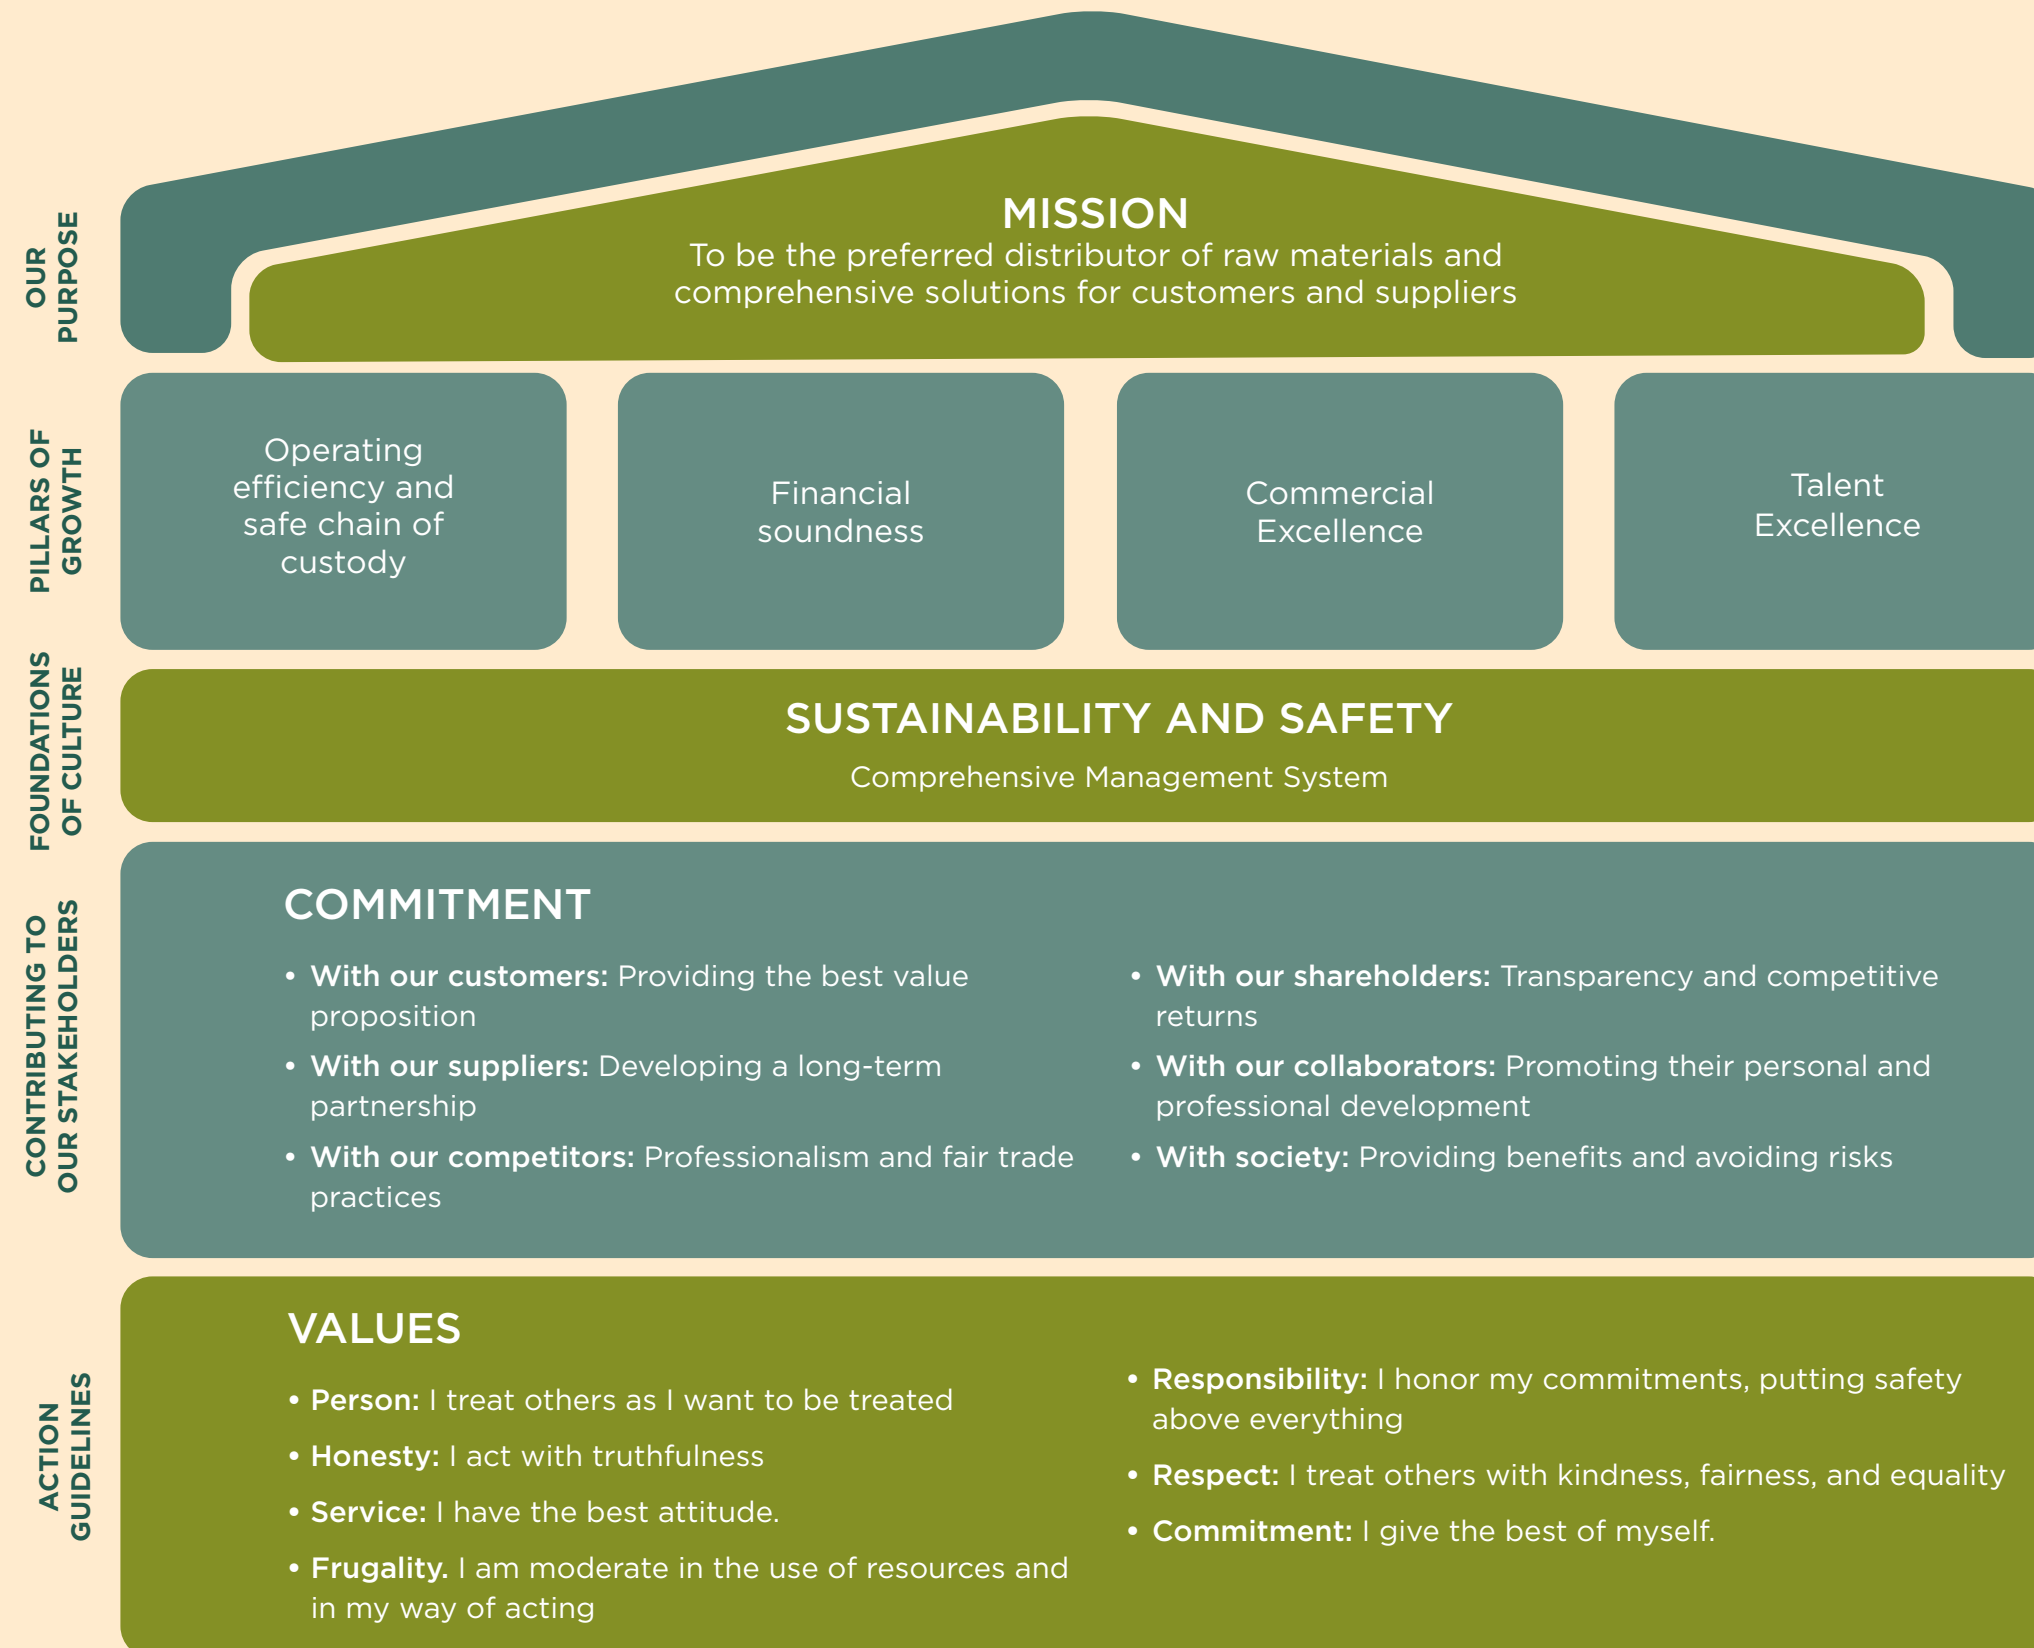 OUR
PURPOSE
MISSION
To be the preferred distributor of raw materials and
comprehensive solutions for customers and suppliers
PILLARS OF
GROWTH
Operating
efficiency and
safe chain of
custody
Financial
soundness
Commercial
Excellence
Talent
Excellence
FOUNDATIONS
OF CULTURE
SUSTAINABILITY AND SAFETY
Comprehensive Management System
CONTRIBUTING TO
OUR STAKEHOLDERS
COMMITMENT
• With our customers: Providing the best value
proposition
• With our suppliers: Developing a long-term
partnership
• With our competitors: Professionalism and fair trade
practices
• With our shareholders: Transparency and competitive
returns
• With our collaborators: Promoting their personal and
professional development
• With society: Providing benefits and avoiding risks
ACTION
GUIDELINES
VALUES
• Person: I treat others as I want to be treated
• Honesty: I act with truthfulness
• Service: I have the best attitude.
• Frugality. I am moderate in the use of resources and
in my way of acting
• Responsibility: I honor my commitments, putting safety
above everything
• Respect: I treat others with kindness, fairness, and equality
• Commitment: I give the best of myself.